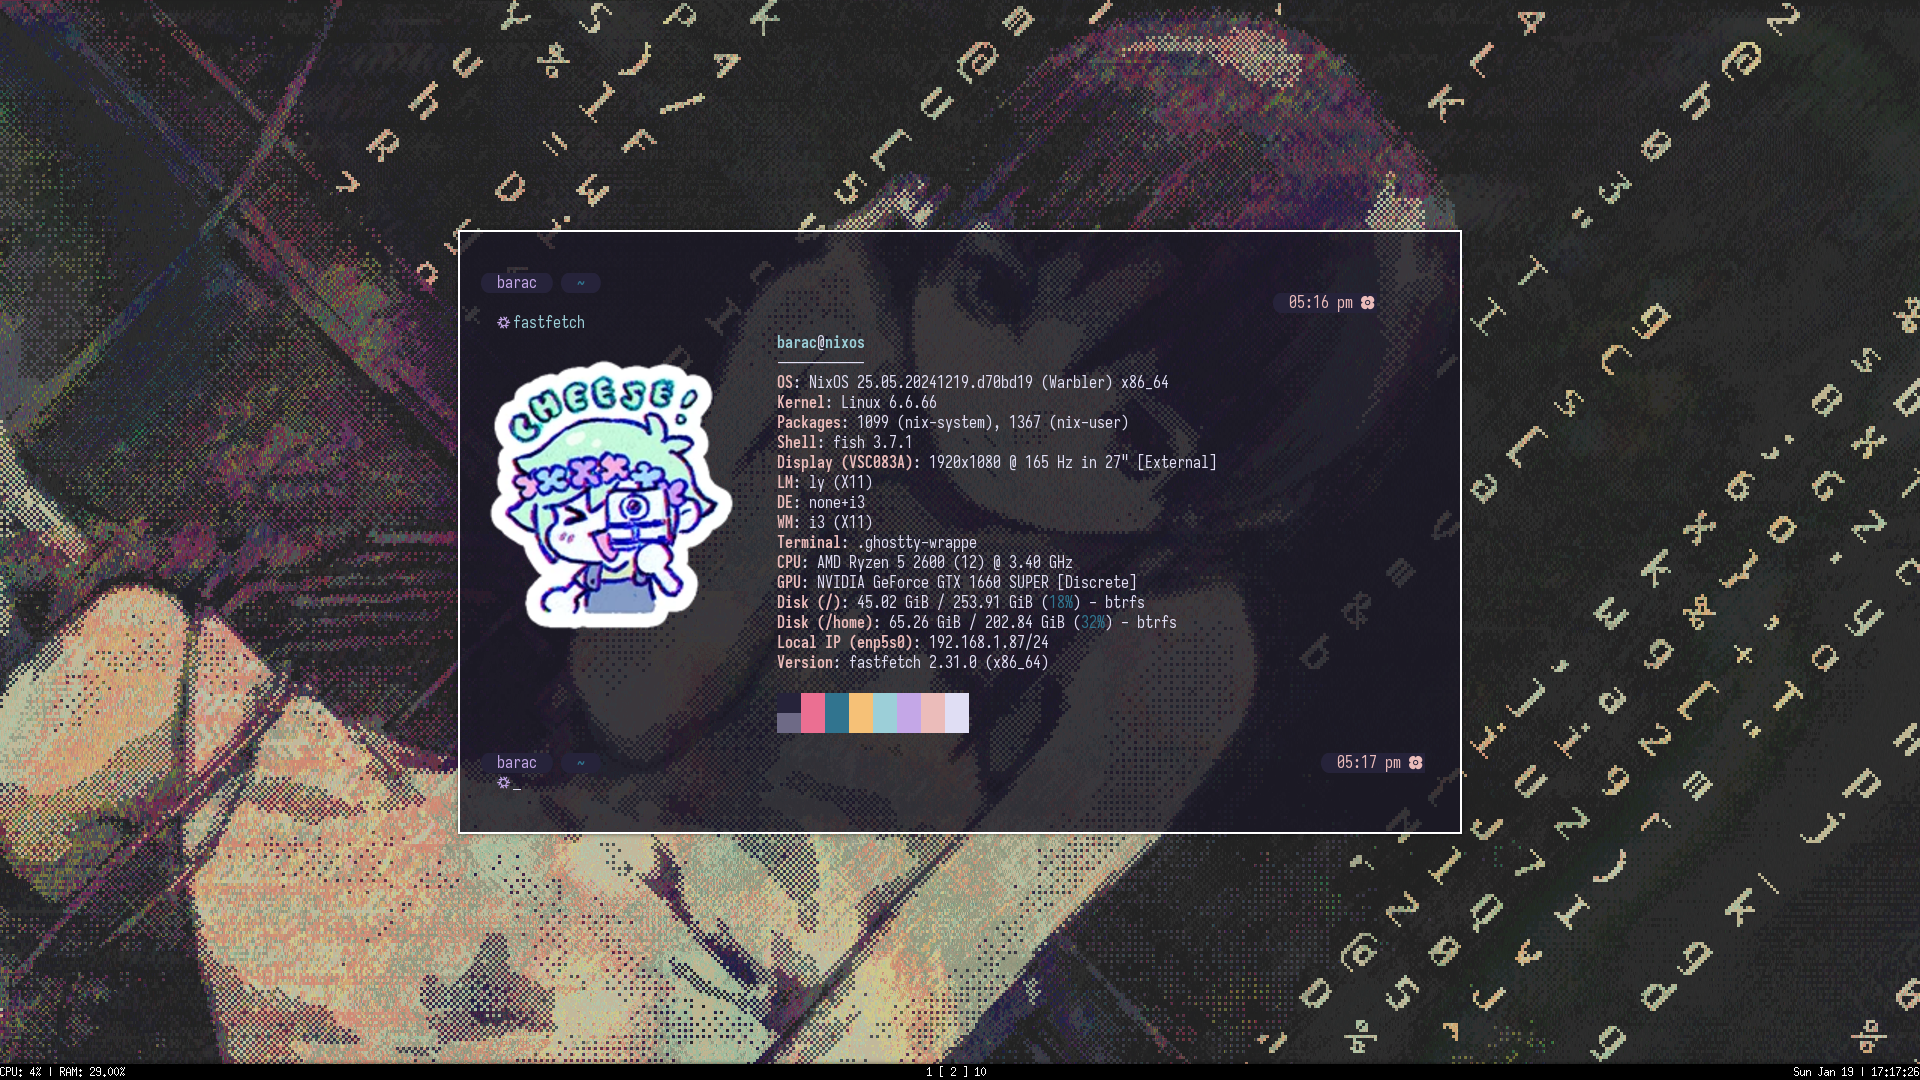 barac ~
05:16 pm
fastfetch
CHEESE!
barac@nixos
OS: NixOS 25.05.20241219.d70bd19 (Warbler) x86_64
Kernel: Linux 6.6.66
Packages: 1099 (nix-system), 1367 (nix-user)
Shell: fish 3.7.1
Display (VSC083A): 1920x1080 @ 165 Hz in 27" [External]
LM: ly (X11)
DE: none+i3
WM: i3 (X11)
Terminal: .ghostty-wrappe
CPU: AMD Ryzen 5 2600 (12) @ 3.40 GHz
GPU: NVIDIA GeForce GTX 1660 SUPER [Discrete]
Disk (/): 45.02 GiB / 253.91 GiB (18%) - btrfs
Disk (/home): 65.26 GiB / 202.84 GiB (32%) - btrfs
Local IP (enp5s0): 192.168.1.87/24
Version: fastfetch 2.31.0 (x86_64)
barac ~ 05:17 pm
_
CPU: 4% | RAM: 29.00% 1 [ 2 ] 10 Sun Jan 19 | 17:17:26